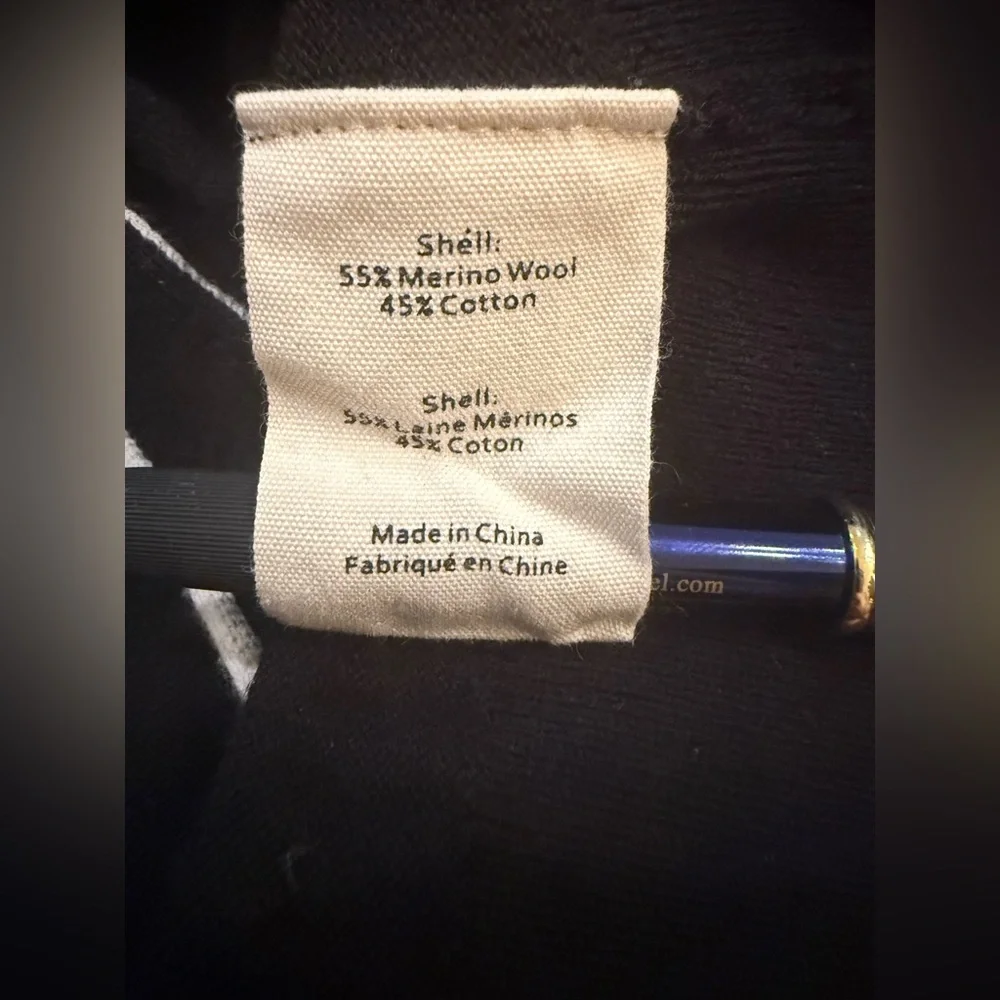 Shell:
55% Merino Wool
45% Cotton
Shell:
55% Laine Mérinos
45% Coton
Made in China
Fabriqué en Chine
el.com